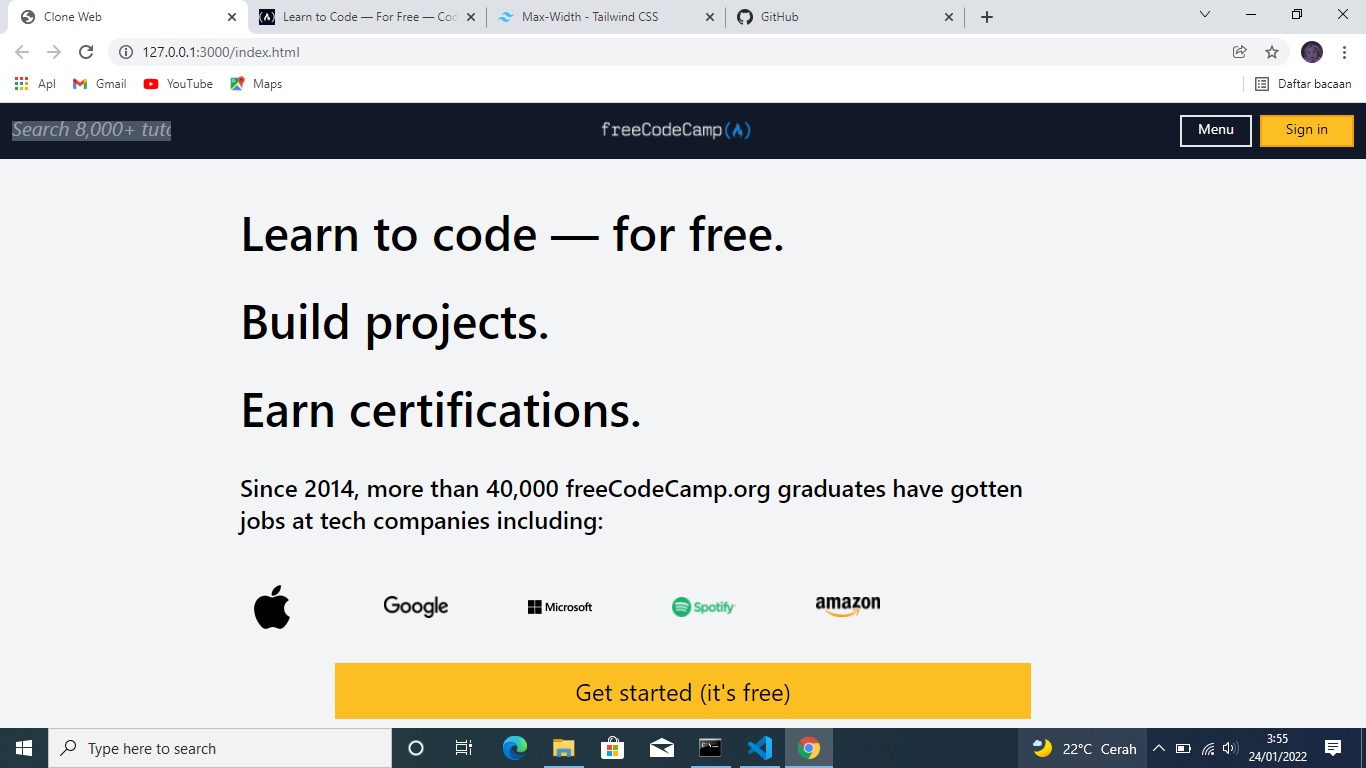 Clone Web
Learn to Code — For Free — Cod
Max-Width - Tailwind CSS
GitHub
127.0.0.1:3000/index.html
Apl
Gmail
YouTube
Maps
Daftar bacaan
Search 8,000+ tuto
freeCodeCamp
Menu
Sign in
Learn to code — for free.
Build projects.
Earn certifications.
Since 2014, more than 40,000 freeCodeCamp.org graduates have gotten
jobs at tech companies including:
Google
Microsoft
Spotify
amazon
Get started (it's free)
Type here to search
22°C Cerah
3:55
24/01/2022